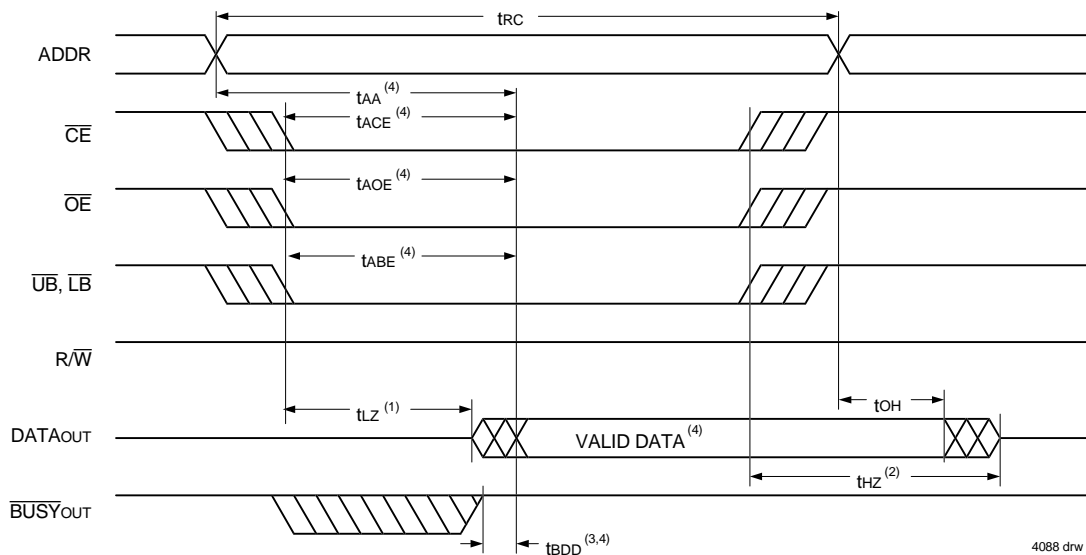 tRC
ADDR
tAA (4)
CE
tACE (4)
OE
tAOE (4)
UB, LB
tABE (4)
R/W
tLZ (1)
tOH
DATAOUT
VALID DATA(4)
tHZ (2)
BUSYOUT
tBDD (3,4)
4088 drw